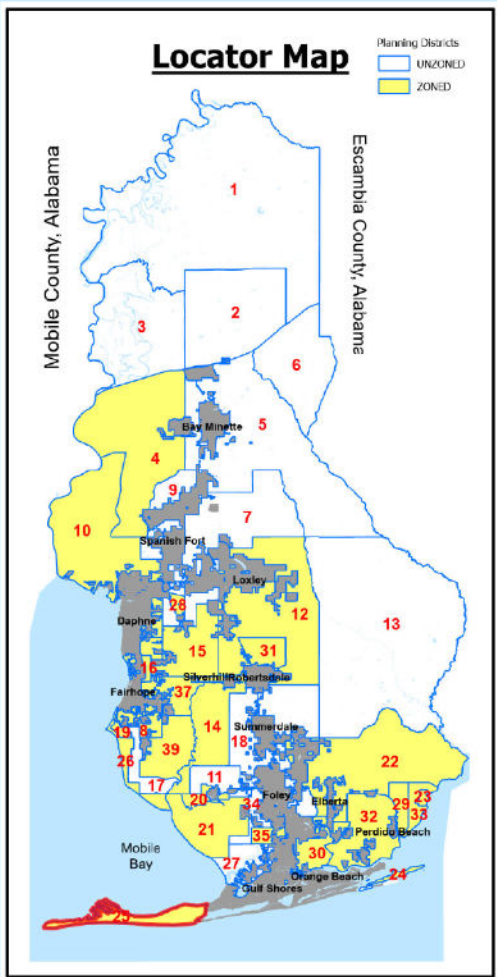 Locator Map
Planning Districts
UNZONED
ZONED
Mobile County, Alabama
Escambia County, Alabama
1
2
3
6
Bay Minette
5
4
9
10
7
Spanish Fort
Loxley
28
12
Daphne
13
15
31
16
Silverhill
Robertsdale
Fairhope
37
14
Summerdale
19
8
18
39
26
22
11
17
20
34
Foley
Elberta
29
23
32
33
21
35
Perdido Beach
Mobile
Bay
27
30
Orange Beach
24
Gulf Shores
25